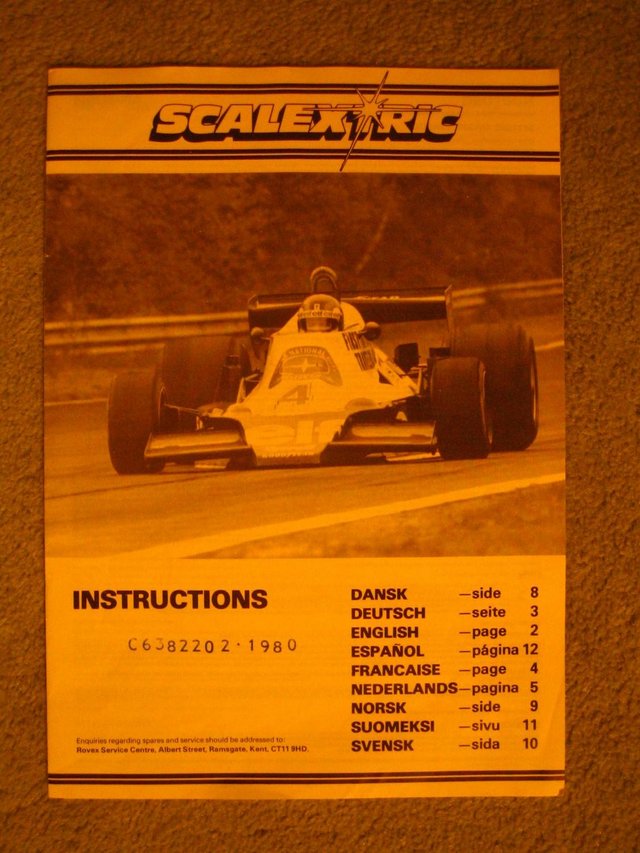 SCALEXTRIC
4
INSTRUCTIONS
C6382202·1980
DANSK —side 8
DEUTSCH —seite 3
ENGLISH —page 2
ESPAÑOL —página 12
FRANCAISE —page 4
NEDERLANDS—pagina 5
NORSK —side 9
SUOMEKSI —sivu 11
SVENSK —sida 10
Enquiries regarding spares and service should be addressed to:
Rovex Service Centre, Albert Street, Ramsgate, Kent, CT11 9HD.